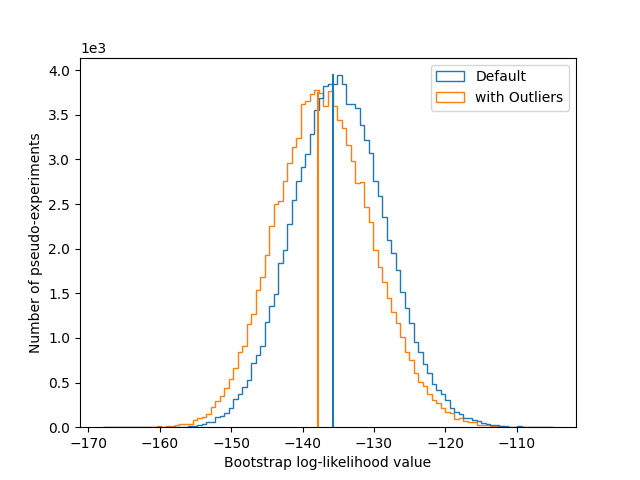 1e3
Default
with Outliers
4.0
3.5
3.0
2.5
2.0
1.5
1.0
0.5
0.0
Number of pseudo-experiments
−170 −160 −150 −140 −130 −120 −110
Bootstrap log-likelihood value